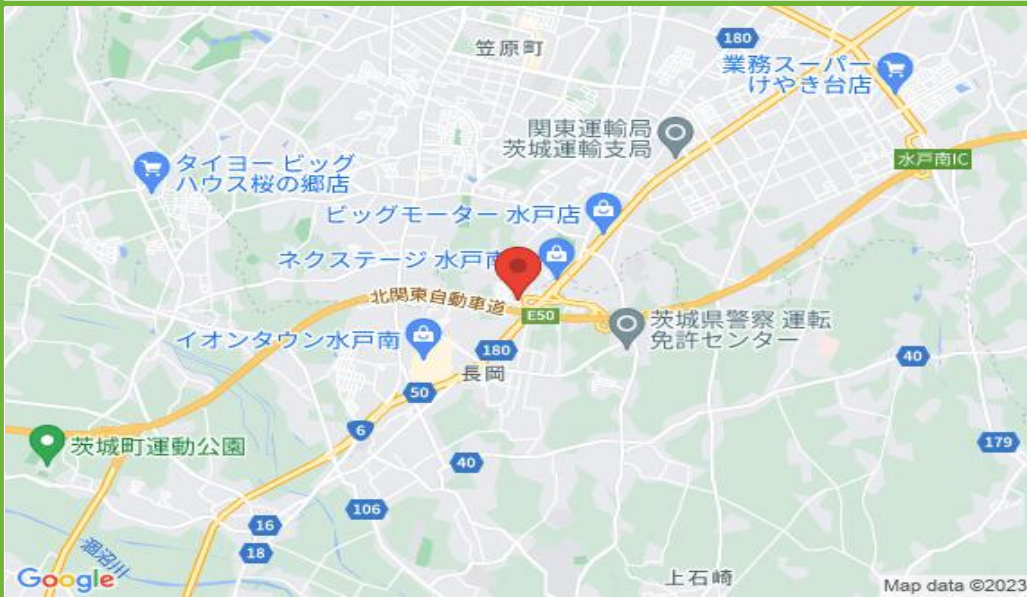 笠原町
180
業務スーパー
けやき台店
関東運輸局
茨城運輸支局
水戸南IC
タイヨー ビッグ
ハウス桜の郷店
ビッグモーター 水戸店
ネクステージ 水戸南
北関東自動車道
E50
茨城県警察 運転
免許センター
イオンタウン水戸南
180
長岡
40
50
6
茨城町運動公園
179
40
106
16
18
涸沼川
上石崎
Google
Map data ©2023